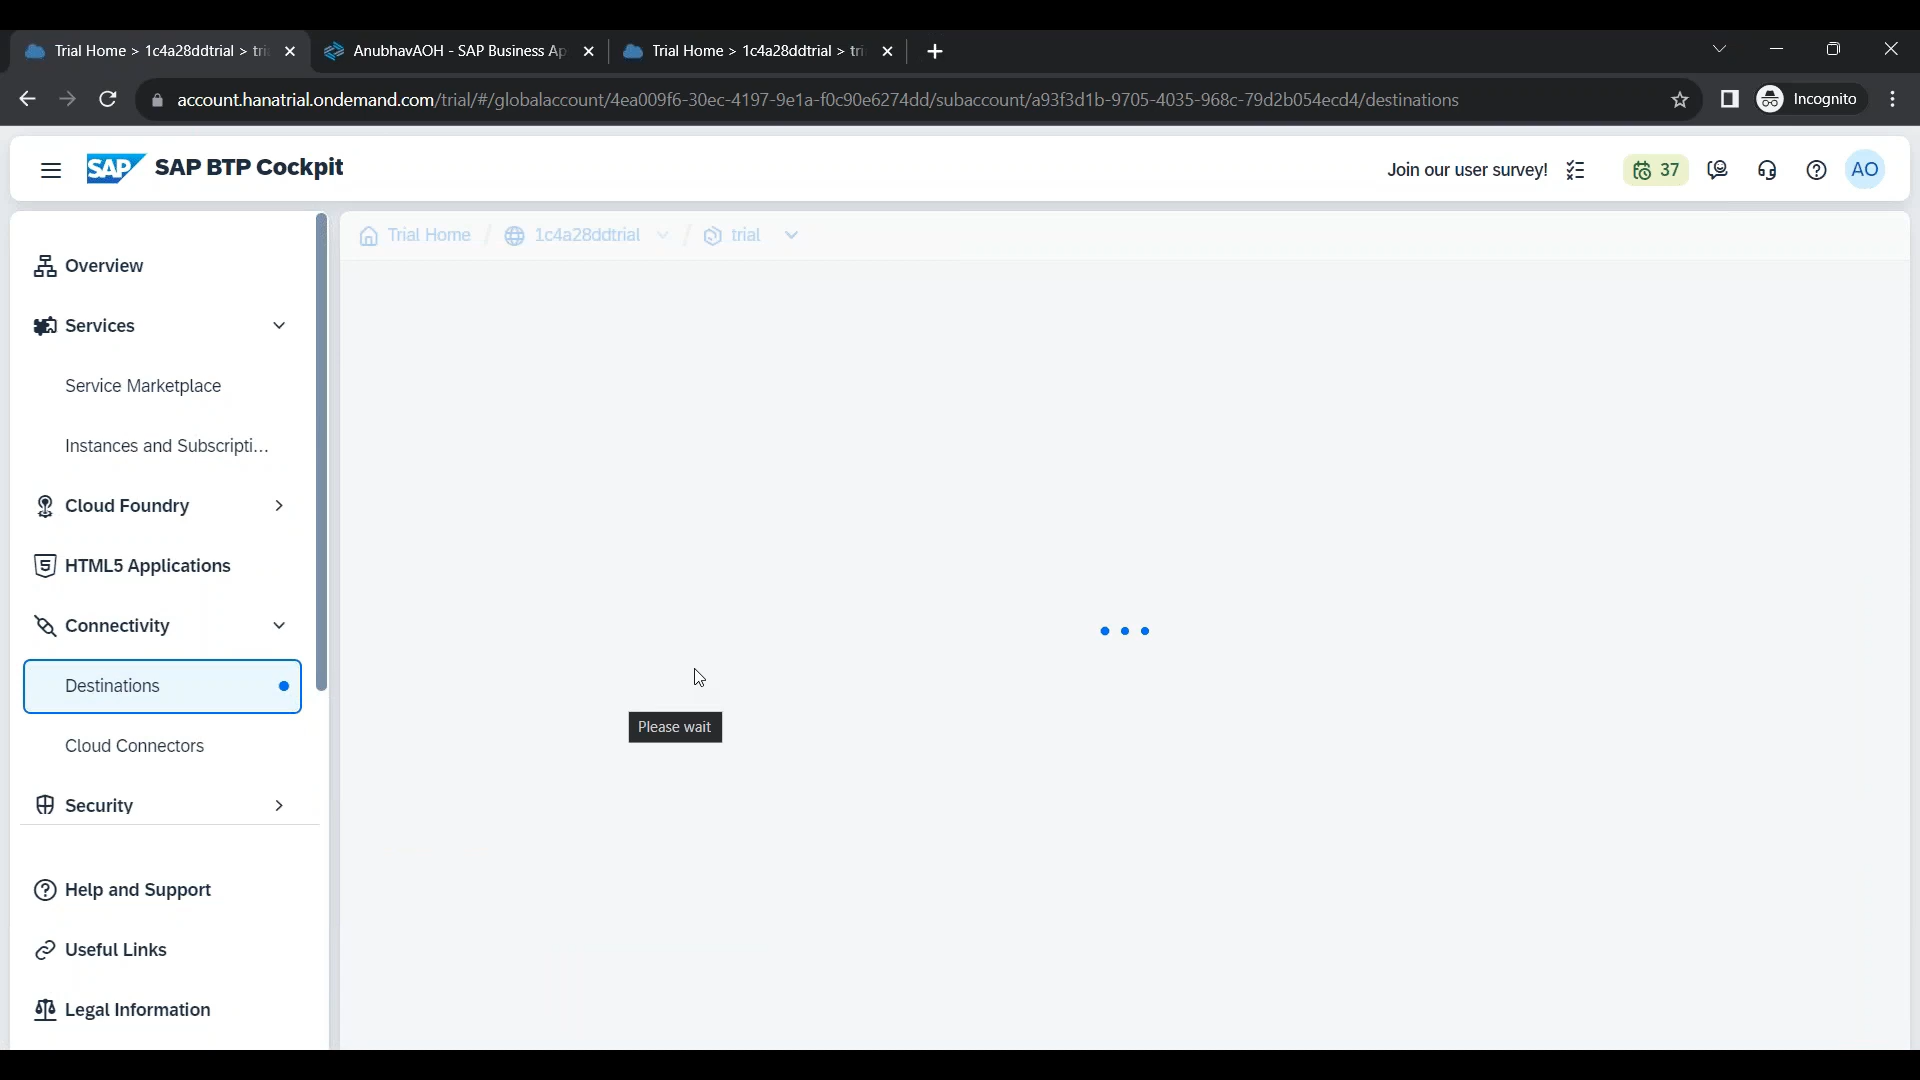 Trial Home > 1c4a28ddtrial > tri
AnubhavAOH - SAP Business Ap
Trial Home > 1c4a28ddtrial > tri
account.hanatrial.ondemand.com/trial/#/globalaccount/4ea009f6-30ec-4197-9e1a-f0c90e6274dd/subaccount/a93f3d1b-9705-4035-968c-79d2b054ecd4/destinations
Incognito
SAP SAP BTP Cockpit
Join our user survey!
37
AO
Trial Home / 1c4a28ddtrial / trial
Overview
Services
Service Marketplace
Instances and Subscripti...
Cloud Foundry
HTML5 Applications
Connectivity
Destinations
Cloud Connectors
Security
Help and Support
Useful Links
Legal Information
Please wait